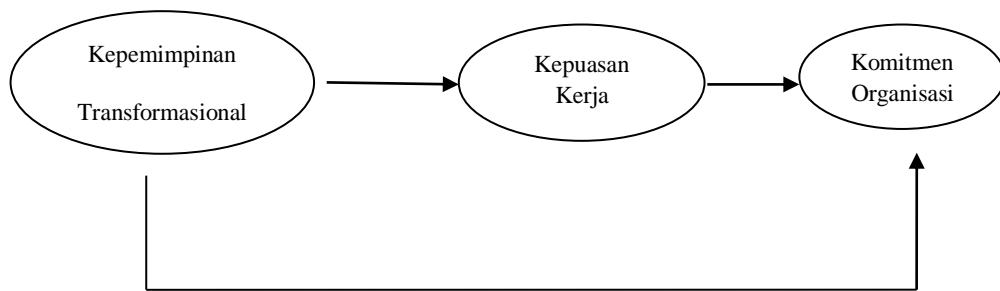 Kepemimpinan
Transformasional
Kepuasan
Kerja
Komitmen
Organisasi